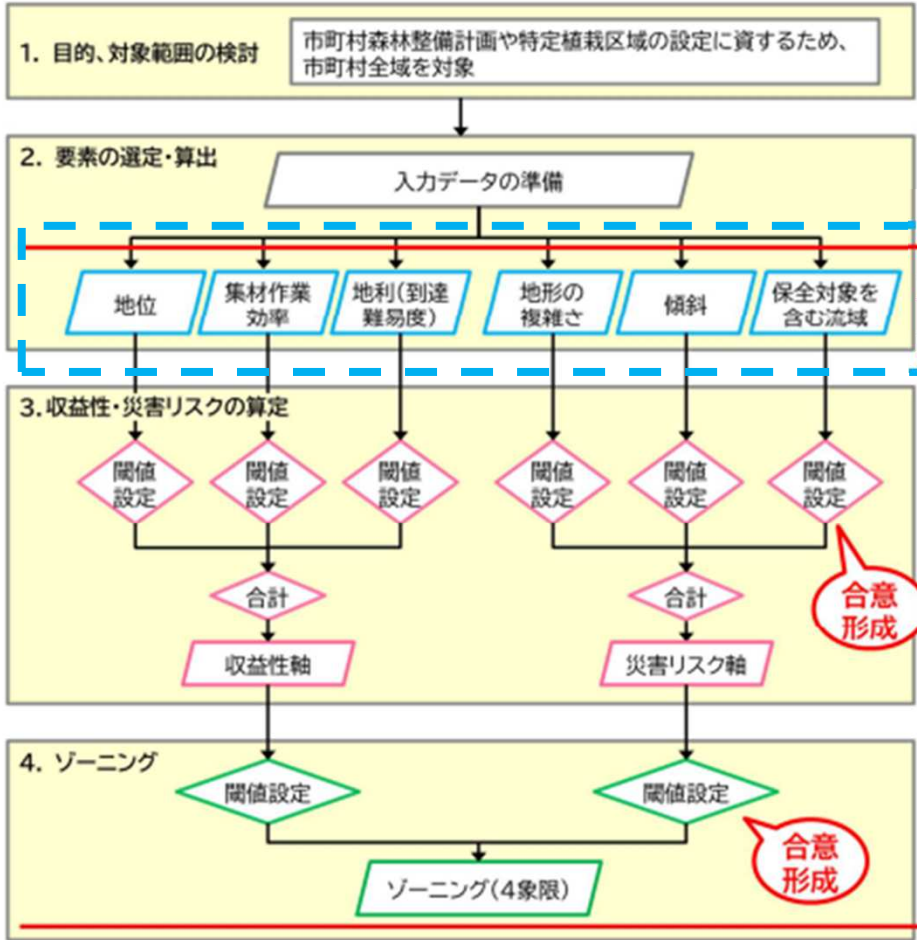 1. 目的、対象範囲の検討
市町村森林整備計画や特定植栽区域の設定に資するため、
市町村全域を対象
2. 要素の選定・算出
入力データの準備
地位
集材作業
効率
地利(到達
難易度)
地形の
複雑さ
傾斜
保全対象を
含む流域
3.収益性・災害リスクの算定
閾値
設定
閾値
設定
閾値
設定
閾値
設定
閾値
設定
閾値
設定
合意
形成
合計
合計
収益性軸
災害リスク軸
4. ゾーニング
閾値設定
閾値設定
合意
形成
ゾーニング(4象限)